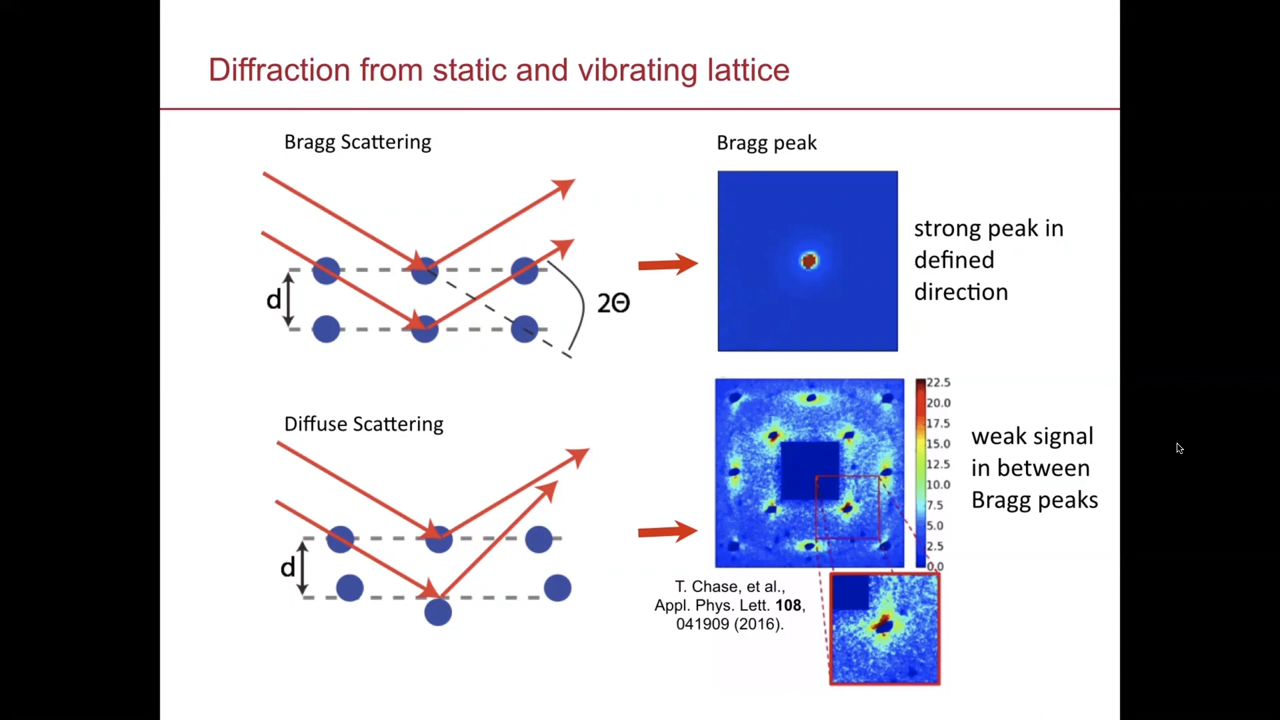 Diffraction from static and vibrating lattice
Bragg Scattering
d
2Θ
Bragg peak
strong peak in
defined
direction
Diffuse Scattering
d
22.5
20.0
17.5
15.0
12.5
10.0
7.5
5.0
2.5
0.0
weak signal
in between
Bragg peaks
T. Chase, et al.,
Appl. Phys. Lett. 108,
041909 (2016).